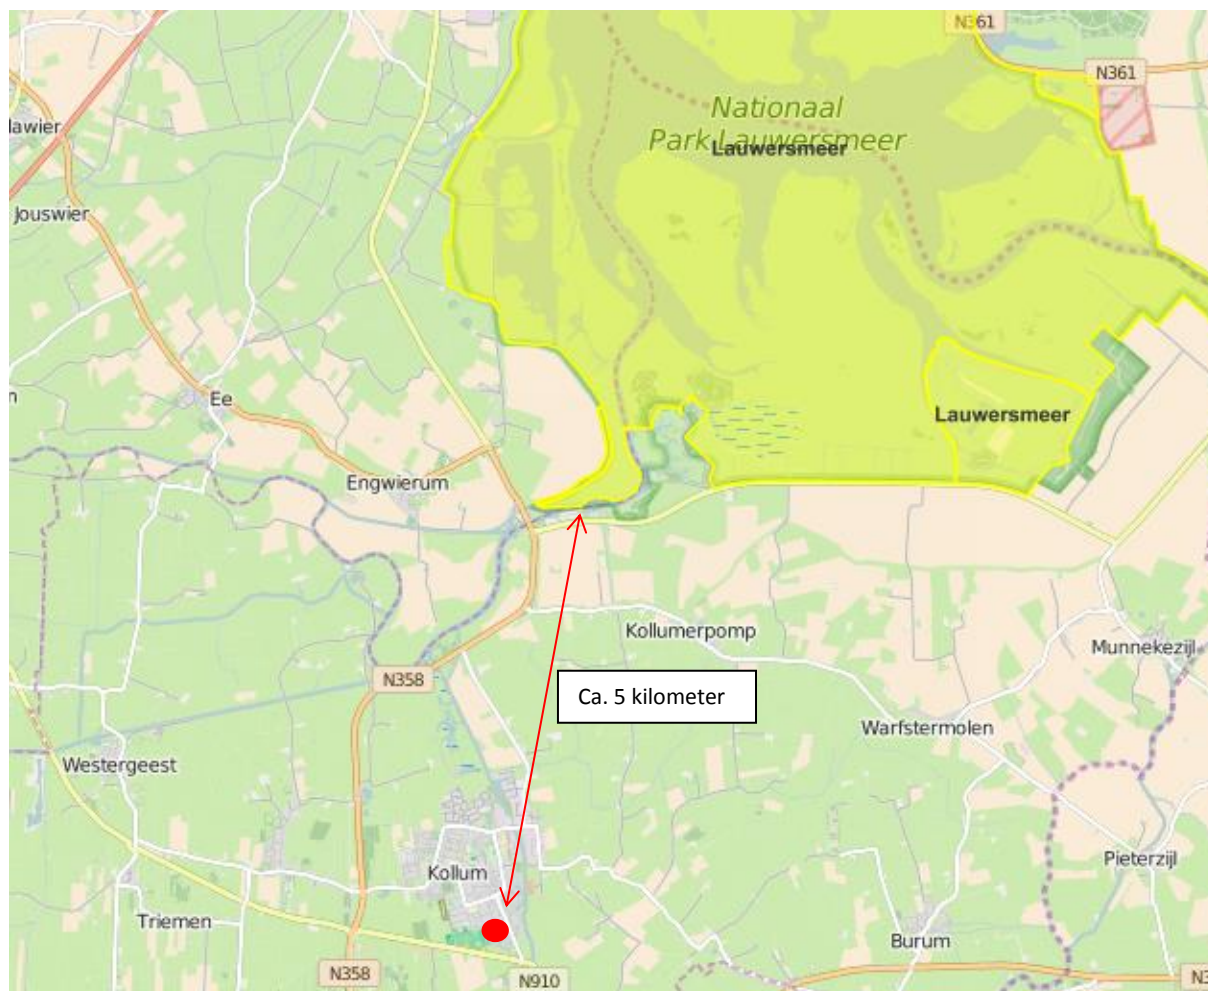 N361
N361
Nationaal
Park Lauwersmeer
Lauwersmeer
Jouswier
Ee
Lauwersmeer
Engwierum
Kollumerpomp
Munnekezijl
N358
Ca. 5 kilometer
Warfstermolen
Westergeest
Pieterzijl
Kollum
Triemen
Burum
N358
N910